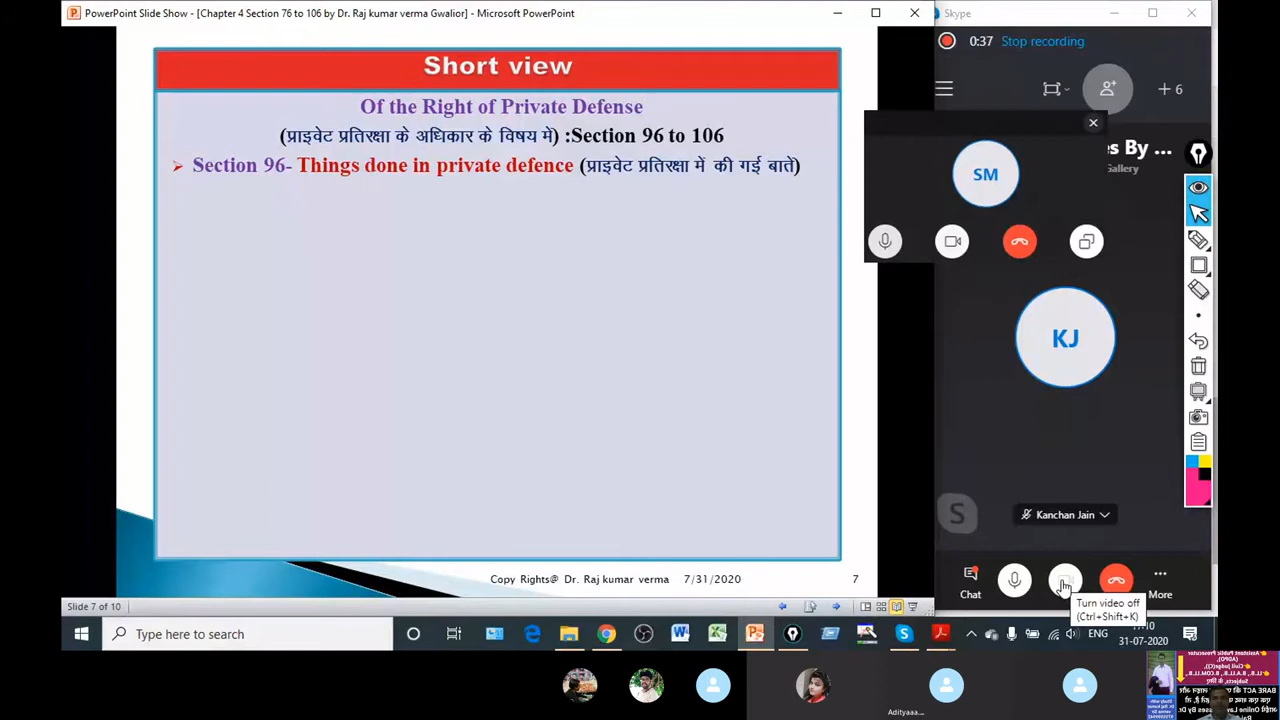 PowerPoint Slide Show - [Chapter 4 Section 76 to 106 by Dr. Raj kumar verma Gwalior] - Microsoft PowerPoint
Skype
0:37 Stop recording
+ 6
Short view
Of the Right of Private Defense
(प्राइवेट प्रतिरक्षा के अधिकार के विषय में) :Section 96 to 106
➢ Section 96- Things done in private defence (प्राइवेट प्रतिरक्षा में की गई बातें)
s By ...
Gallery
SM
KJ
S
Kanchan Jain
Chat
More
Turn video off
(Ctrl+Shift+K)
Copy Rights@ Dr. Raj kumar verma 7/31/2020 7
Slide 7 of 10
Type here to search
ENG
17:10
31-07-2020
Adityaaa...